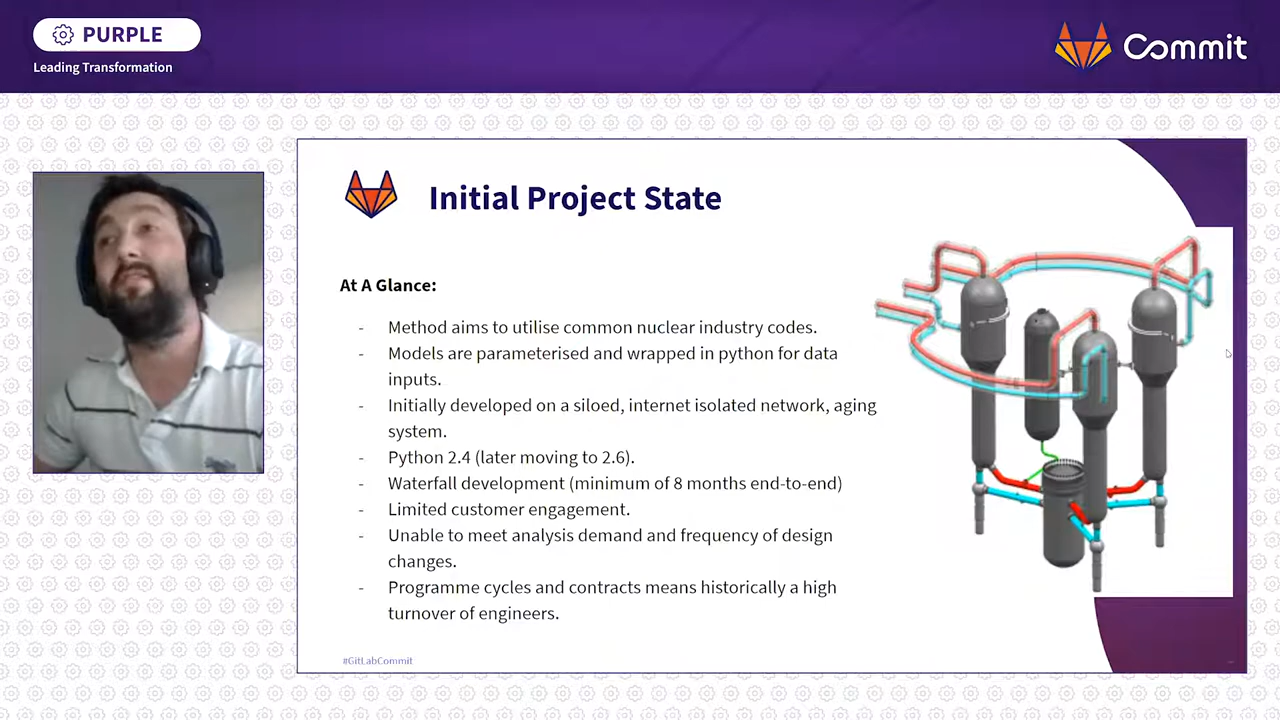 PURPLE
Leading Transformation
Commit
Initial Project State
At A Glance:
- Method aims to utilise common nuclear industry codes.
- Models are parameterised and wrapped in python for data
inputs.
- Initially developed on a siloed, internet isolated network, aging
system.
- Python 2.4 (later moving to 2.6).
- Waterfall development (minimum of 8 months end-to-end)
- Limited customer engagement.
- Unable to meet analysis demand and frequency of design
changes.
- Programme cycles and contracts means historically a high
turnover of engineers.
#GitLabCommit